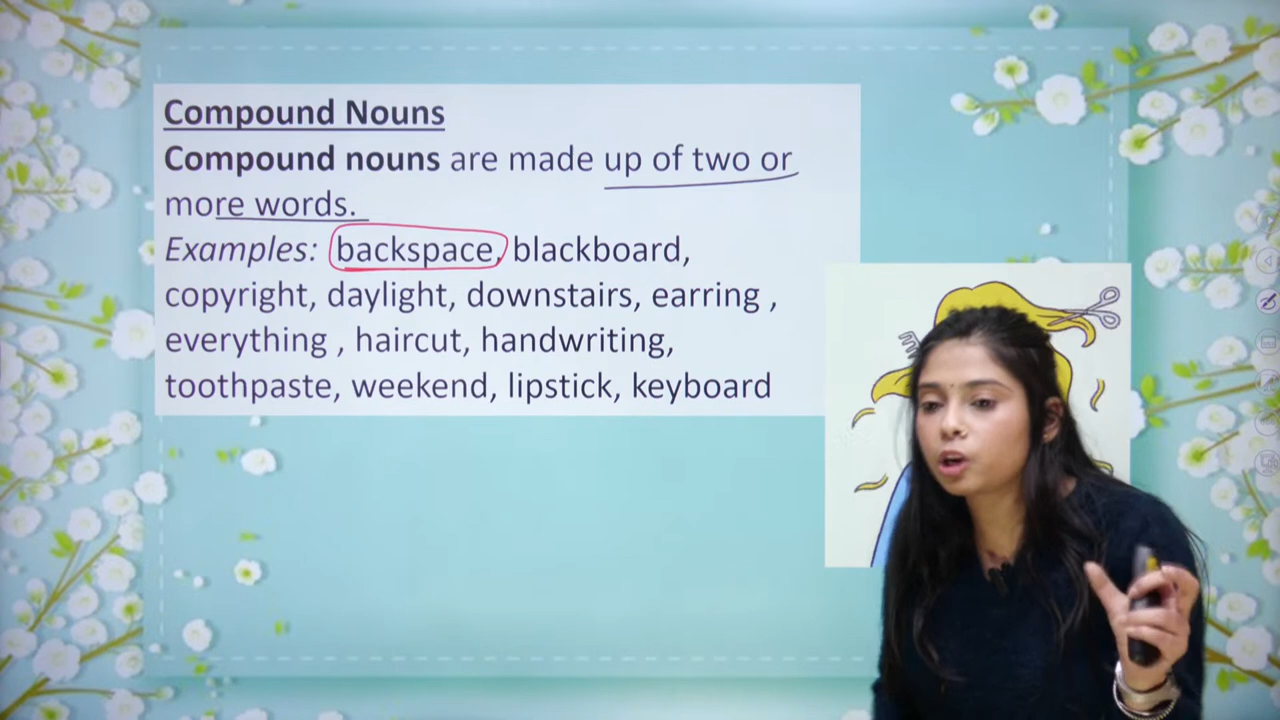 Compound Nouns
Compound nouns are made up of two or
more words.
Examples: backspace, blackboard,
copyright, daylight, downstairs, earring ,
everything , haircut, handwriting,
toothpaste, weekend, lipstick, keyboard